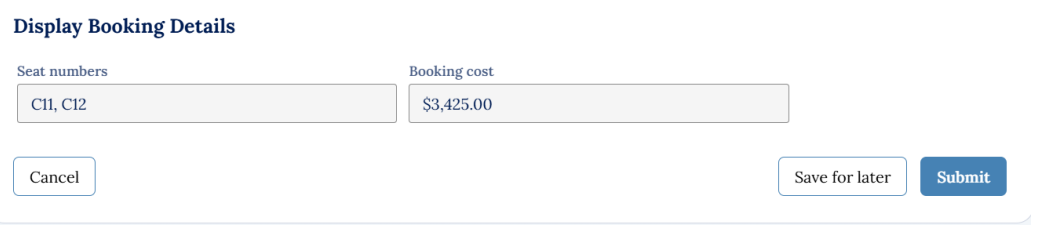 Display Booking Details
Seat numbers
Booking cost
C11, C12
$3,425.00
Cancel
Save for later
Submit